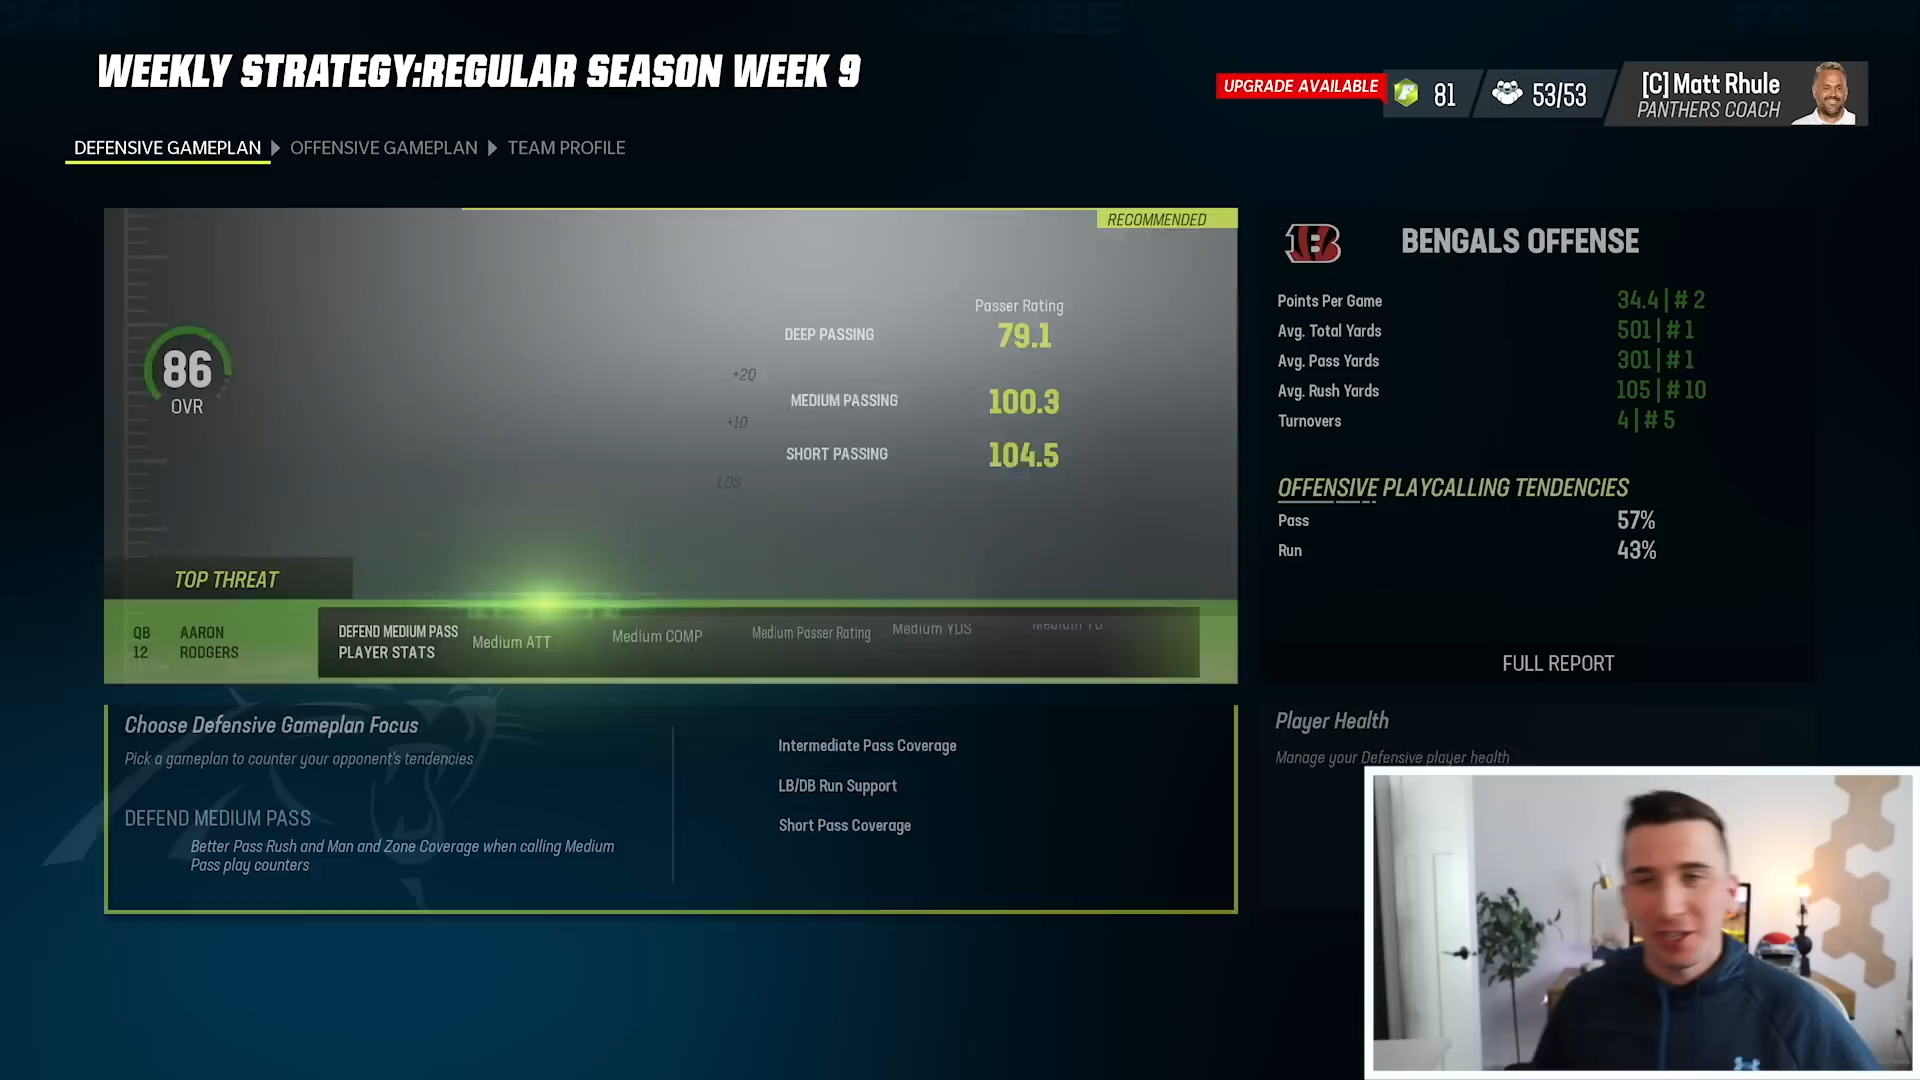 WEEKLY STRATEGY:REGULAR SEASON WEEK 9
UPGRADE AVAILABLE
81
53/53
[C] Matt Rhule
PANTHERS COACH
DEFENSIVE GAMEPLAN
OFFENSIVE GAMEPLAN
TEAM PROFILE
RECOMMENDED
86
OVR
Passer Rating
DEEP PASSING
79.1
+20
MEDIUM PASSING
100.3
+10
SHORT PASSING
104.5
LOS
TOP THREAT
QB
12
AARON
RODGERS
DEFEND MEDIUM PASS
PLAYER STATS
Medium ATT
Medium COMP
Medium Passer Rating
Medium YDS
Medium TD
Choose Defensive Gameplan Focus
Pick a gameplan to counter your opponent's tendencies
DEFEND MEDIUM PASS
Better Pass Rush and Man and Zone Coverage when calling Medium
Pass play counters
Intermediate Pass Coverage
LB/DB Run Support
Short Pass Coverage
B
BENGALS OFFENSE
Points Per Game 34.4 | # 2
Avg. Total Yards 501 | # 1
Avg. Pass Yards 301 | # 1
Avg. Rush Yards 105 | # 10
Turnovers 4 | # 5
OFFENSIVE PLAYCALLING TENDENCIES
Pass 57%
Run 43%
FULL REPORT
Player Health
Manage your Defensive player health